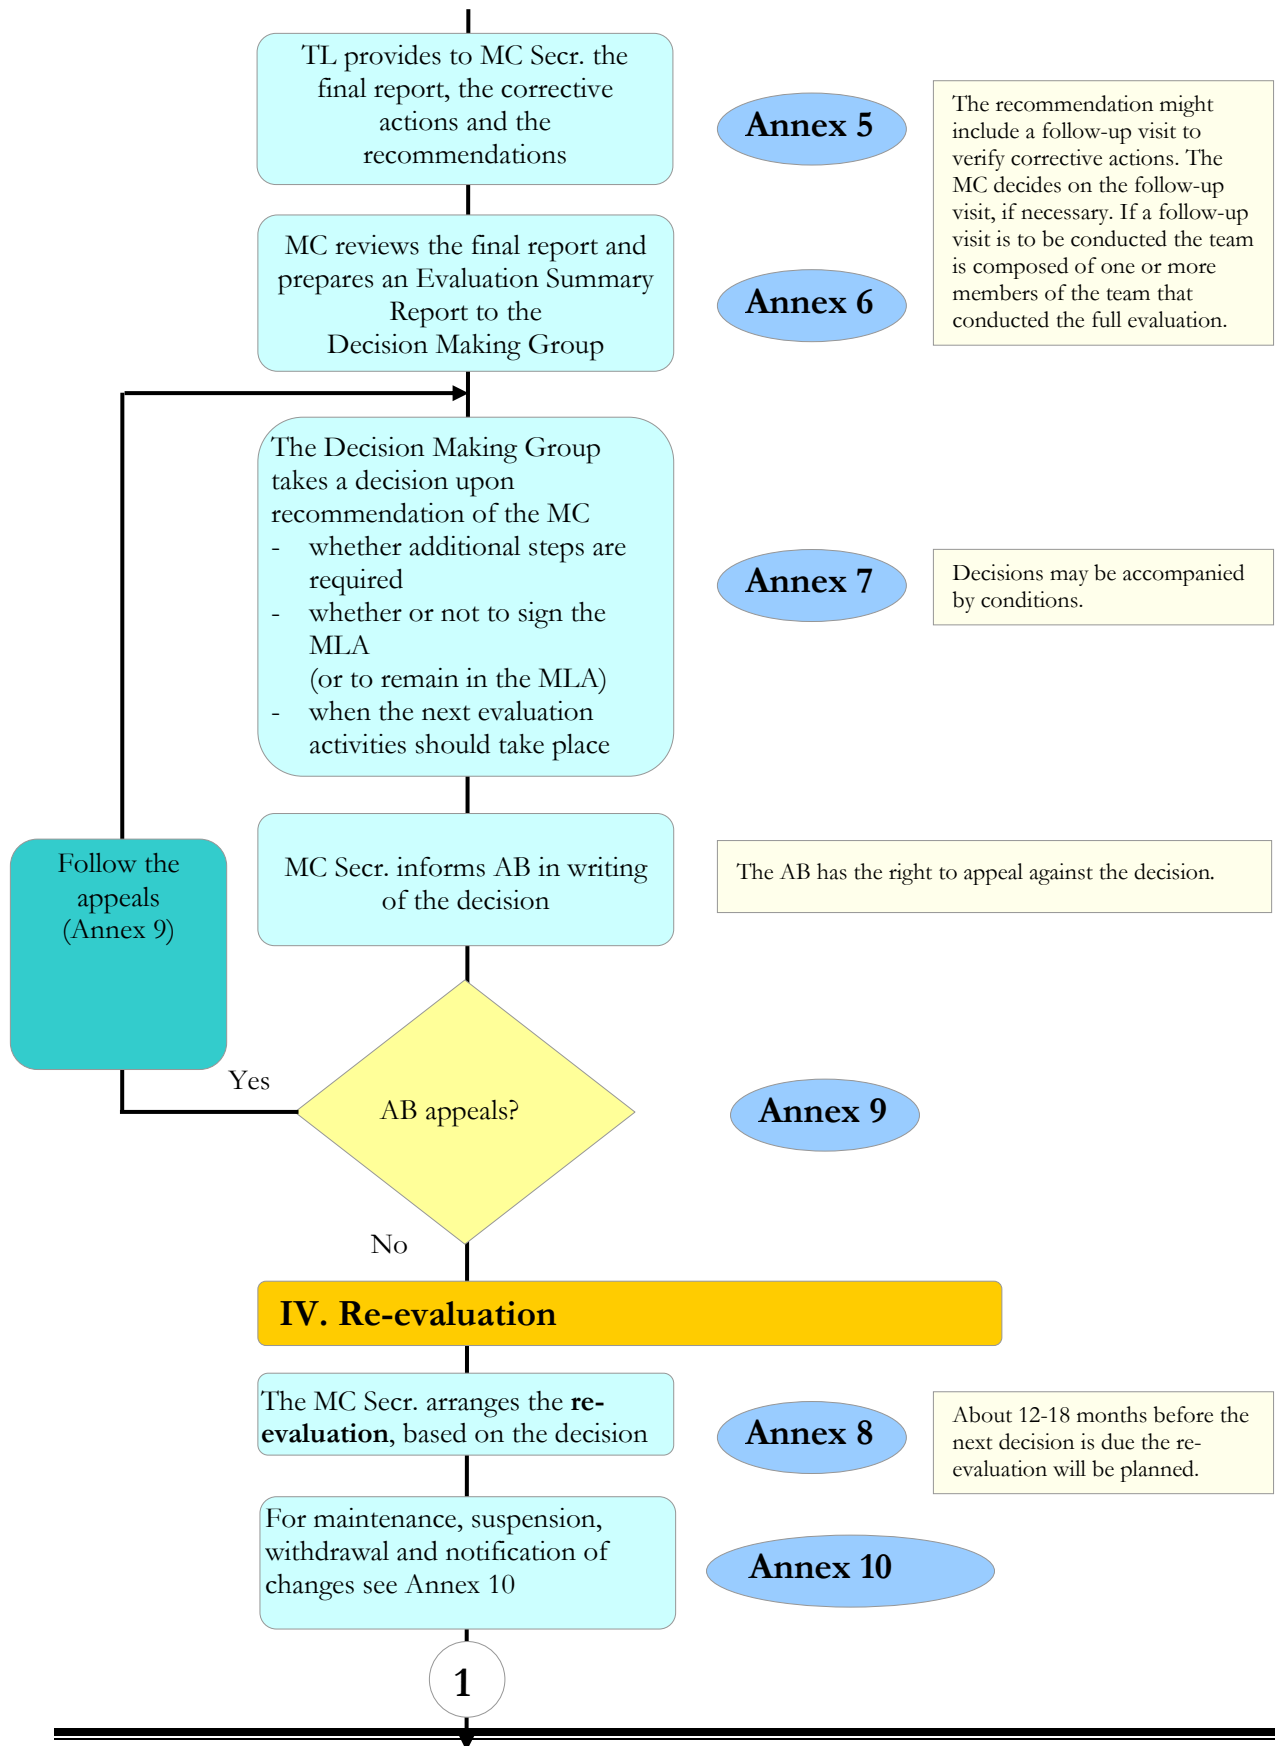 TL provides to MC Secr. the
final report, the corrective
actions and the
recommendations
Annex 5
The recommendation might
include a follow-up visit to
verify corrective actions. The
MC decides on the follow-up
visit, if necessary. If a follow-up
visit is to be conducted the team
is composed of one or more
members of the team that
conducted the full evaluation.
MC reviews the final report and
prepares an Evaluation Summary
Report to the
Decision Making Group
Annex 6
The Decision Making Group
takes a decision upon
recommendation of the MC
- whether additional steps are
required
- whether or not to sign the
MLA
(or to remain in the MLA)
- when the next evaluation
activities should take place
Annex 7
Decisions may be accompanied
by conditions.
Follow the
appeals
(Annex 9)
MC Secr. informs AB in writing
of the decision
The AB has the right to appeal against the decision.
Yes
AB appeals?
Annex 9
No
IV. Re-evaluation
The MC Secr. arranges the re-
evaluation, based on the decision
Annex 8
About 12-18 months before the
next decision is due the re-
evaluation will be planned.
For maintenance, suspension,
withdrawal and notification of
changes see Annex 10
Annex 10
1